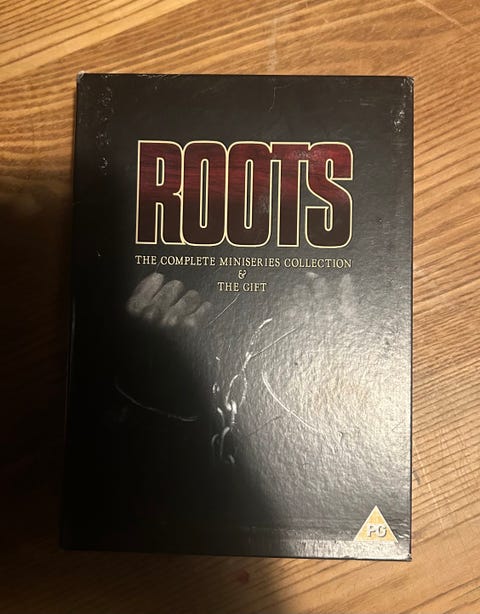 ROOTS
THE COMPLETE MINISERIES COLLECTION
&
THE GIFT
PG